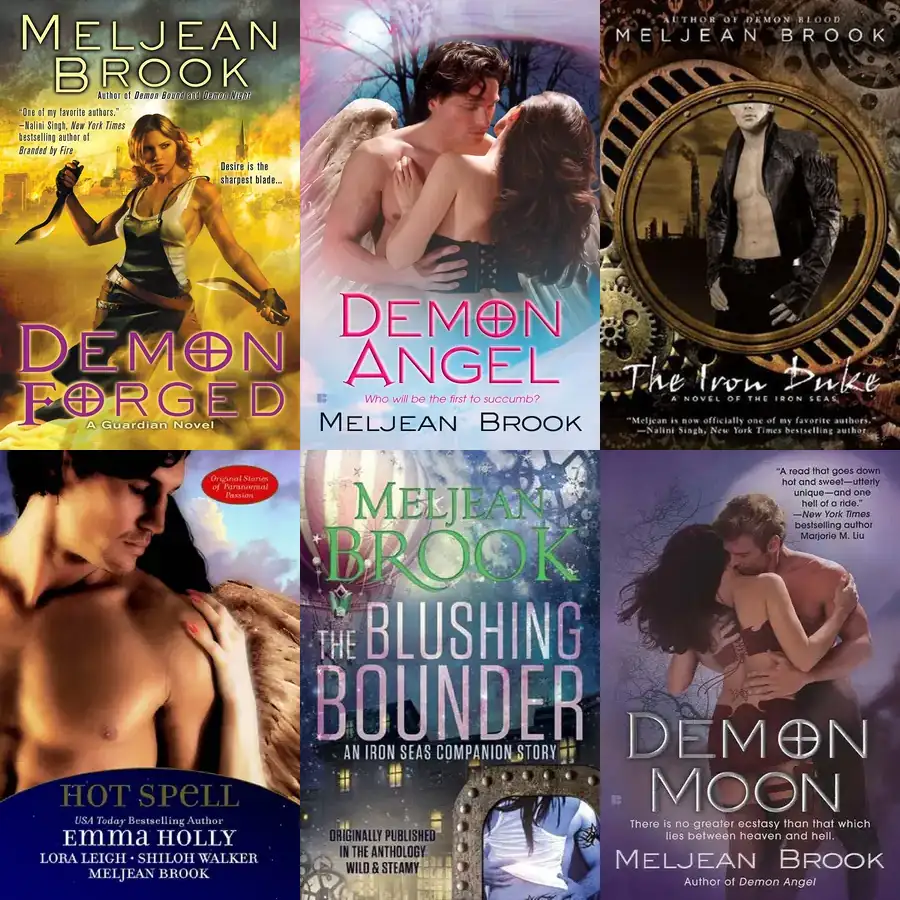 MELJEAN
BROOK
Author of Demon Bound and Demon Night
"One of my favorite authors."
—Nalini Singh, New York Times
bestselling author of
Branded by Fire
Desire is the
sharpest blade...
DEMON
FORGED
A Guardian Novel
DEMON
ANGEL
Who will be the first to succumb?
MELJEAN BROOK
AUTHOR OF DEMON BLOOD
MELJEAN BROOK
The Iron Duke
A NOVEL OF THE IRON SEAS
"Meljean is now officially one of my favorite authors."
—Nalini Singh, New York Times bestselling author
Original Stories
of Paranormal
Passion
HOT SPELL
USA Today Bestselling Author
EMMA HOLLY
LORA LEIGH • SHILOH WALKER
MELJEAN BROOK
MELJEAN
BROOK
THE BLUSHING
BOUNDER
AN IRON SEAS COMPANION STORY
ORIGINALLY PUBLISHED
IN THE ANTHOLOGY
WILD & STEAMY
"A read that goes down
hot and sweet—utterly
unique—and one
hell of a ride."
—New York Times
bestselling author
Marjorie M. Liu
DEMON
MOON
There is no greater ecstasy than that which
lies between heaven and hell.
MELJEAN BROOK
Author of Demon Angel